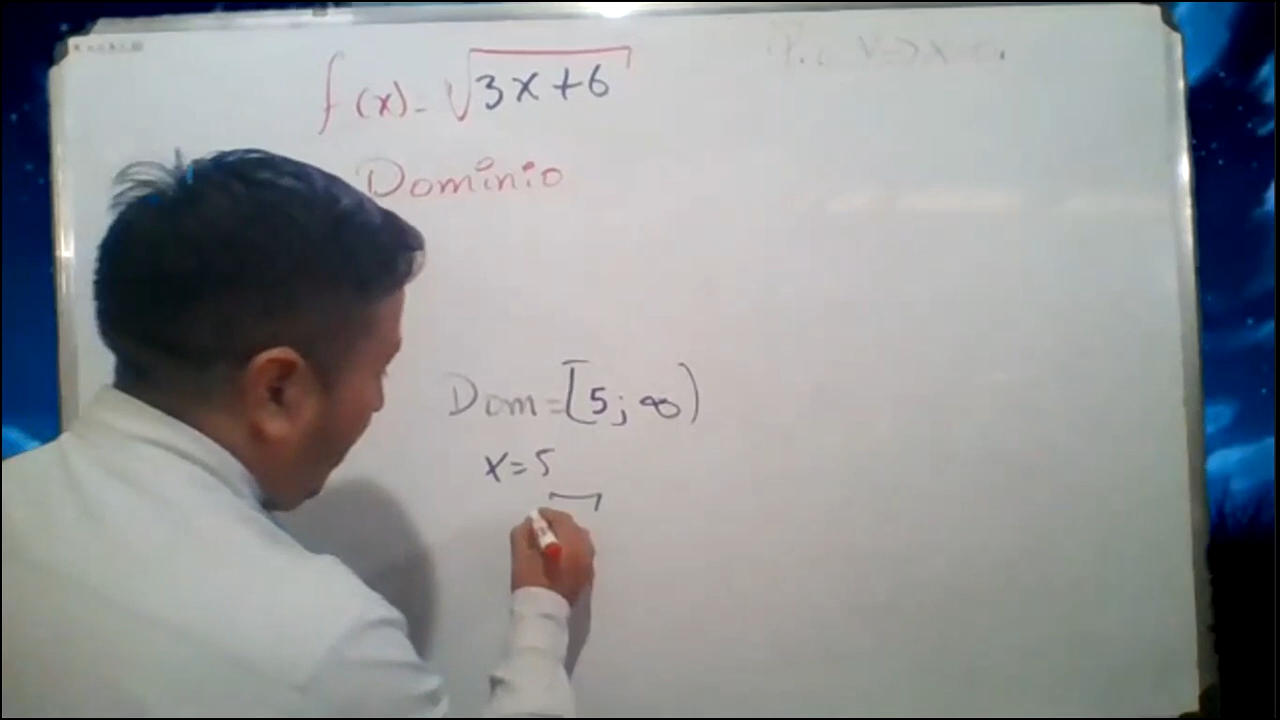 f(x)=√3x+6
Dominio
Dom=[5;∞)
x=5